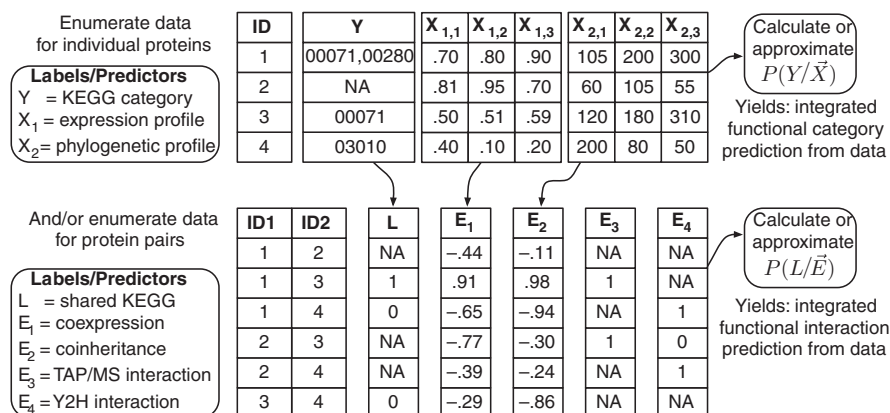 Enumerate data
for individual proteins
Labels/Predictors
Y = KEGG category
X1 = expression profile
X2= phylogenetic profile
ID Y X1,1 X1,2 X1,3 X2,1 X2,2 X2,3
1 00071,00280 .70 .80 .90 105 200 300
2 NA .81 .95 .70 60 105 55
3 00071 .50 .51 .59 120 180 310
4 03010 .40 .10 .20 200 80 50
Calculate or
approximate
P(Y/X⃗)
Yields: integrated
functional category
prediction from data
And/or enumerate data
for protein pairs
Labels/Predictors
L = shared KEGG
E1 = coexpression
E2 = coinheritance
E3 = TAP/MS interaction
E4 = Y2H interaction
ID1 ID2 L E1 E2 E3 E4
1 2 NA –.44 –.11 NA NA
1 3 1 .91 .98 1 NA
1 4 0 –.65 –.94 NA 1
2 3 NA –.77 –.30 1 0
2 4 NA –.39 –.24 NA 1
3 4 0 –.29 –.86 NA NA
Calculate or
approximate
P(L/E⃗)
Yields: integrated
functional interaction
prediction from data